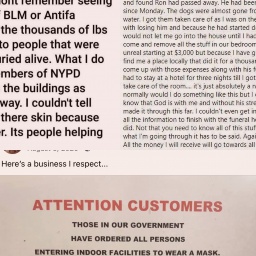 dont remember seeing
BLM or Antifa
the thousands of lbs
to people that were
uried alive. What I do
embers of NYPD
the buildings as
way. I couldn't tell
there skin because
er. Its people helping
and found Ron had passed away. He had been
since Monday. The dogs almost gone from
water. I got them taken care of as I was on the
with losing him and because he had started d
would not let me go into the house until I had
come and remove all the stuff in our bedroom
unreal starting at $3,000 but because I have g
find me a place locally that did it for a thousan
come up with those expenses along with his f
had to stay at a hotel for three nights till I got
take care of the room... it's just absolutely a n
normally would I do something like this but I d
know that God is with me and without his stre
made it through this far. I couldn't even get in
all the information to finish with the funeral ho
did. Not that you need to know all of this stuff
what I'm going through it has to be said. Agai
All the money I will receive will go towards all
Here's a business I respect...
ATTENTION CUSTOMERS
THOSE IN OUR GOVERNMENT
HAVE ORDERED ALL PERSONS
ENTERING INDOOR FACILITIES TO WEAR A MASK.